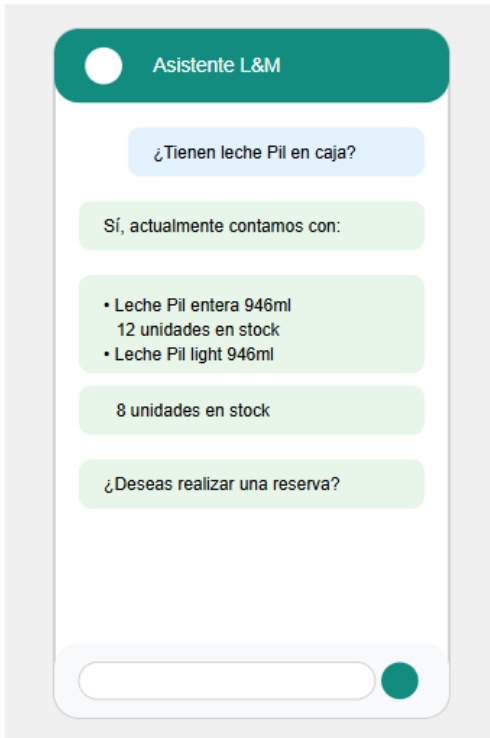 Asistente L&M
¿Tienen leche Pil en caja?
Sí, actualmente contamos con:
• Leche Pil entera 946ml
12 unidades en stock
• Leche Pil light 946ml
8 unidades en stock
¿Deseas realizar una reserva?